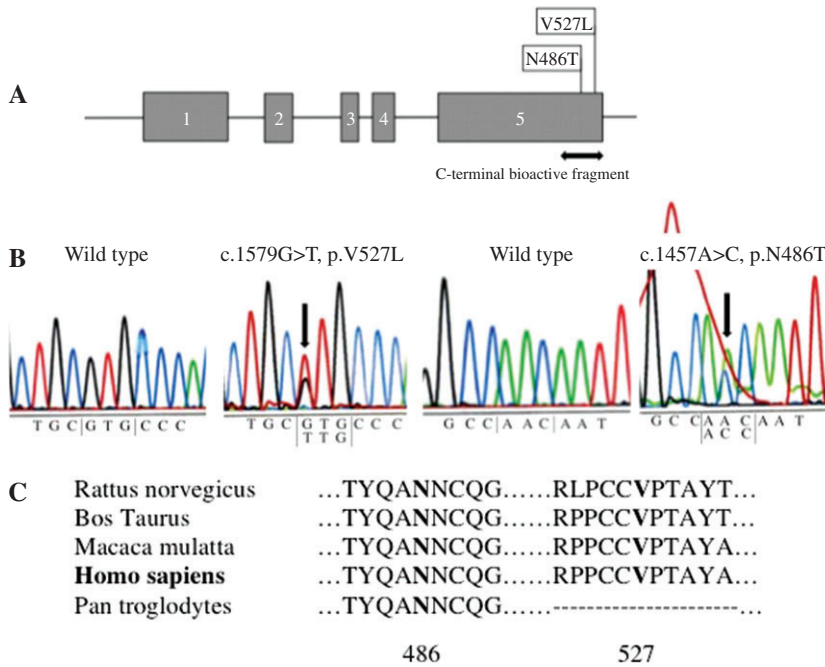 A
V527L
N486T
1 2 3 4 5
C-terminal bioactive fragment
B
Wild type c.1579G>T, p.V527L Wild type c.1457A>C, p.N486T
T G C|G T G|C C C T G C|G T G|C C C G C C|A A C|A A T G C C|A A C|A A T
T T G A C C
C
Rattus norvegicus ...TYQANNCQG......RLPCCVPTAYT...
Bos Taurus ...TYQANNCQG......RPPCCVPTAYT...
Macaca mulatta ...TYQANNCQG......RPPCCVPTAYA...
Homo sapiens ...TYQANNCQG......RPPCCVPTAYA...
Pan troglodytes ...TYQANNCQG......---------------------...
486 527